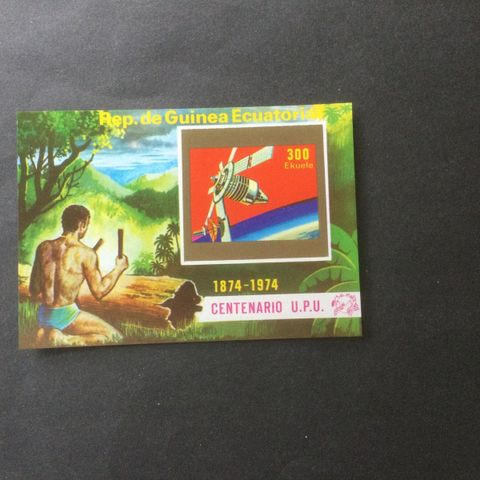 Rep. de Guinea Ecuatorial
300
Ekuele
1874-1974
CENTENARIO U.P.U.